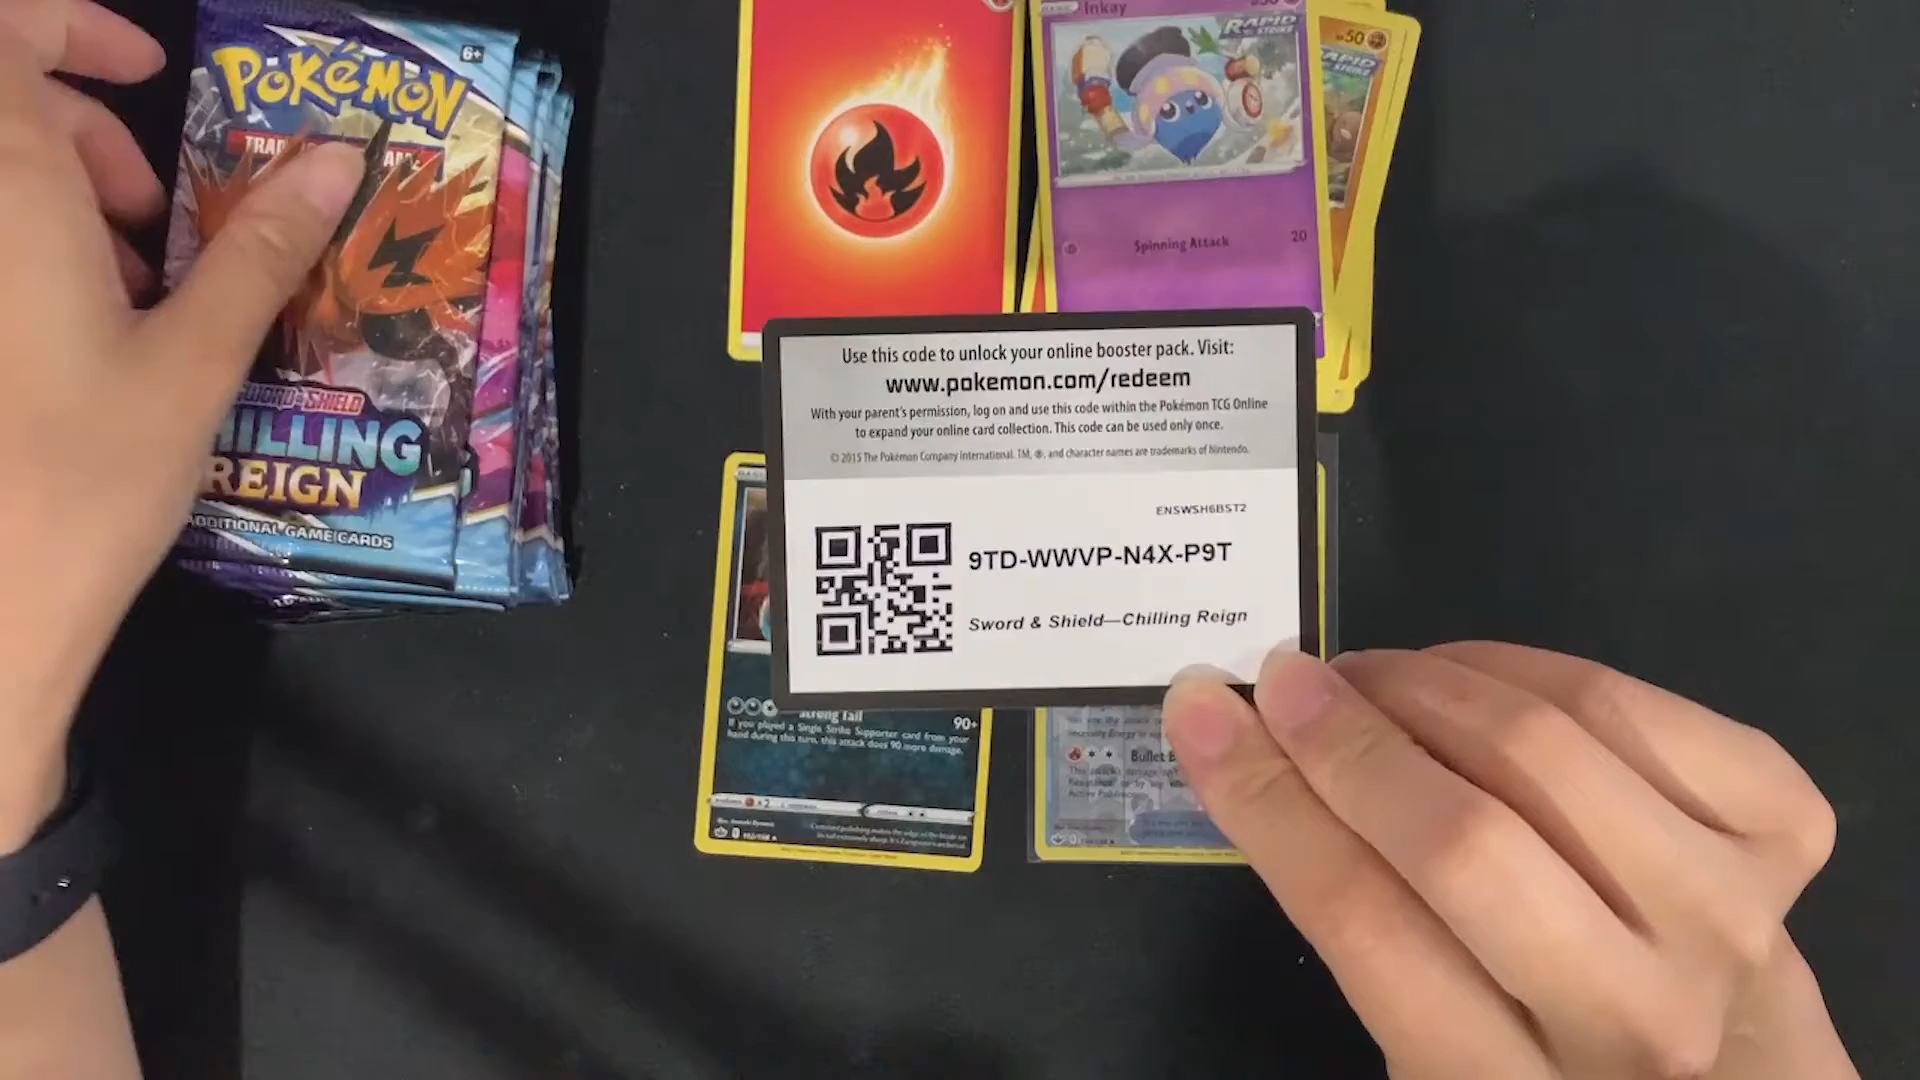 POKéMON
6+
SWORD & SHIELD
HILLING
REIGN
ADDITIONAL GAME CARDS
Inkay
RAPID
STRIKE
Spinning Attack 20
50
RAPID
STRIKE
Use this code to unlock your online booster pack. Visit:
www.pokemon.com/redeem
With your parent's permission, log on and use this code within the Pokémon TCG Online
to expand your online card collection. This code can be used only once.
© 2015 The Pokémon Company International. TM, ®, and character names are trademarks of Nintendo.
ENSWSH6BST2
9TD-WWVP-N4X-P9T
Sword & Shield—Chilling Reign
Strong Tail 90+
If you played a Single Strike Supporter card from your
hand during this turn, this attack does 90 more damage.
Bullet